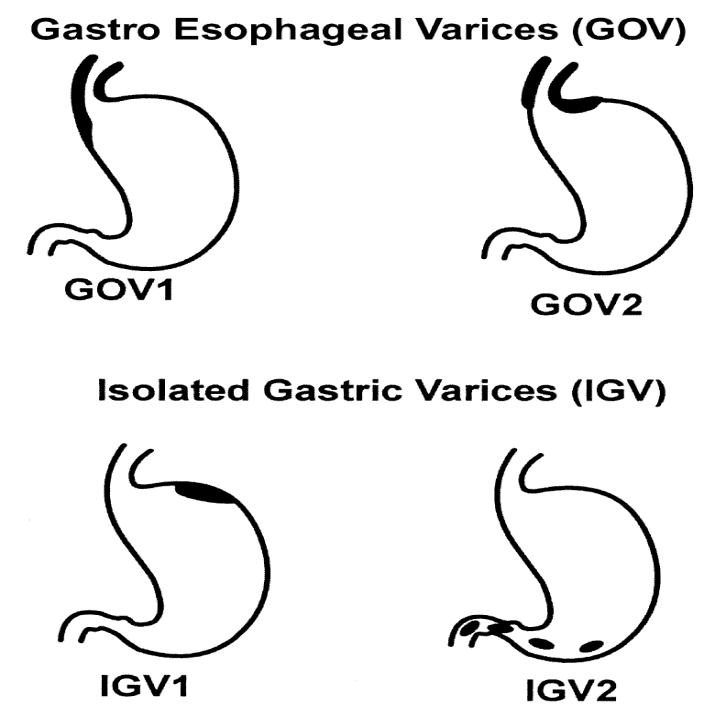 Gastro Esophageal Varices (GOV)
GOV1
GOV2
Isolated Gastric Varices (IGV)
IGV1
IGV2